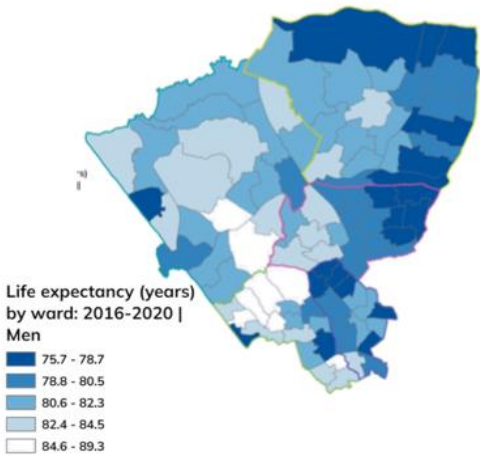 s)
||
Life expectancy (years)
by ward: 2016-2020 |
Men
75.7 - 78.7
78.8 - 80.5
80.6 - 82.3
82.4 - 84.5
84.6 - 89.3